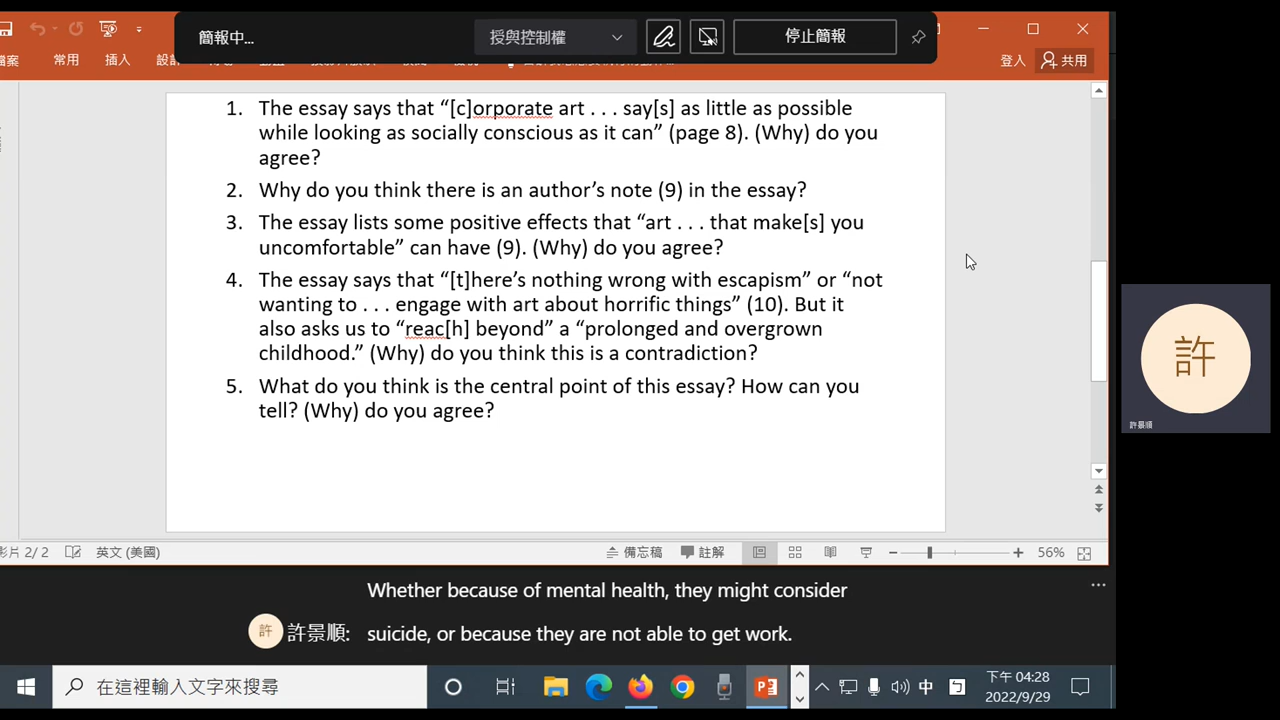 簡報中...
授與控制權
停止簡報
檔案
常用
插入
登入
共用
1. The essay says that “[c]orporate art . . . say[s] as little as possible
while looking as socially conscious as it can” (page 8). (Why) do you
agree?
2. Why do you think there is an author’s note (9) in the essay?
3. The essay lists some positive effects that “art . . . that make[s] you
uncomfortable” can have (9). (Why) do you agree?
4. The essay says that “[t]here’s nothing wrong with escapism” or “not
wanting to . . . engage with art about horrific things” (10). But it
also asks us to “reac[h] beyond” a “prolonged and overgrown
childhood.” (Why) do you think this is a contradiction?
5. What do you think is the central point of this essay? How can you
tell? (Why) do you agree?
許
許景順
影片 2/ 2
英文 (美國)
備忘稿
註解
56%
Whether because of mental health, they might consider
許
許景順:
suicide, or because they are not able to get work.
在這裡輸入文字來搜尋
中
下午 04:28
2022/9/29